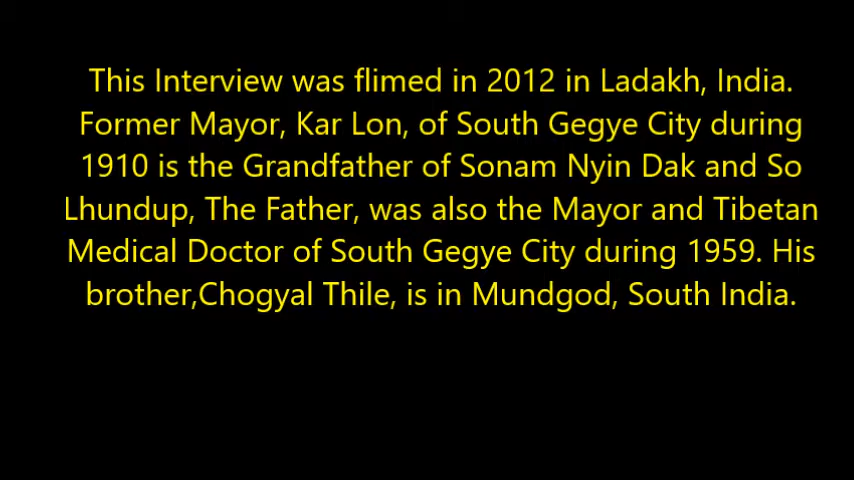 This Interview was flimed in 2012 in Ladakh, India.
Former Mayor, Kar Lon, of South Gegye City during
1910 is the Grandfather of Sonam Nyin Dak and So
Lhundup, The Father, was also the Mayor and Tibetan
Medical Doctor of South Gegye City during 1959. His
brother,Chogyal Thile, is in Mundgod, South India.